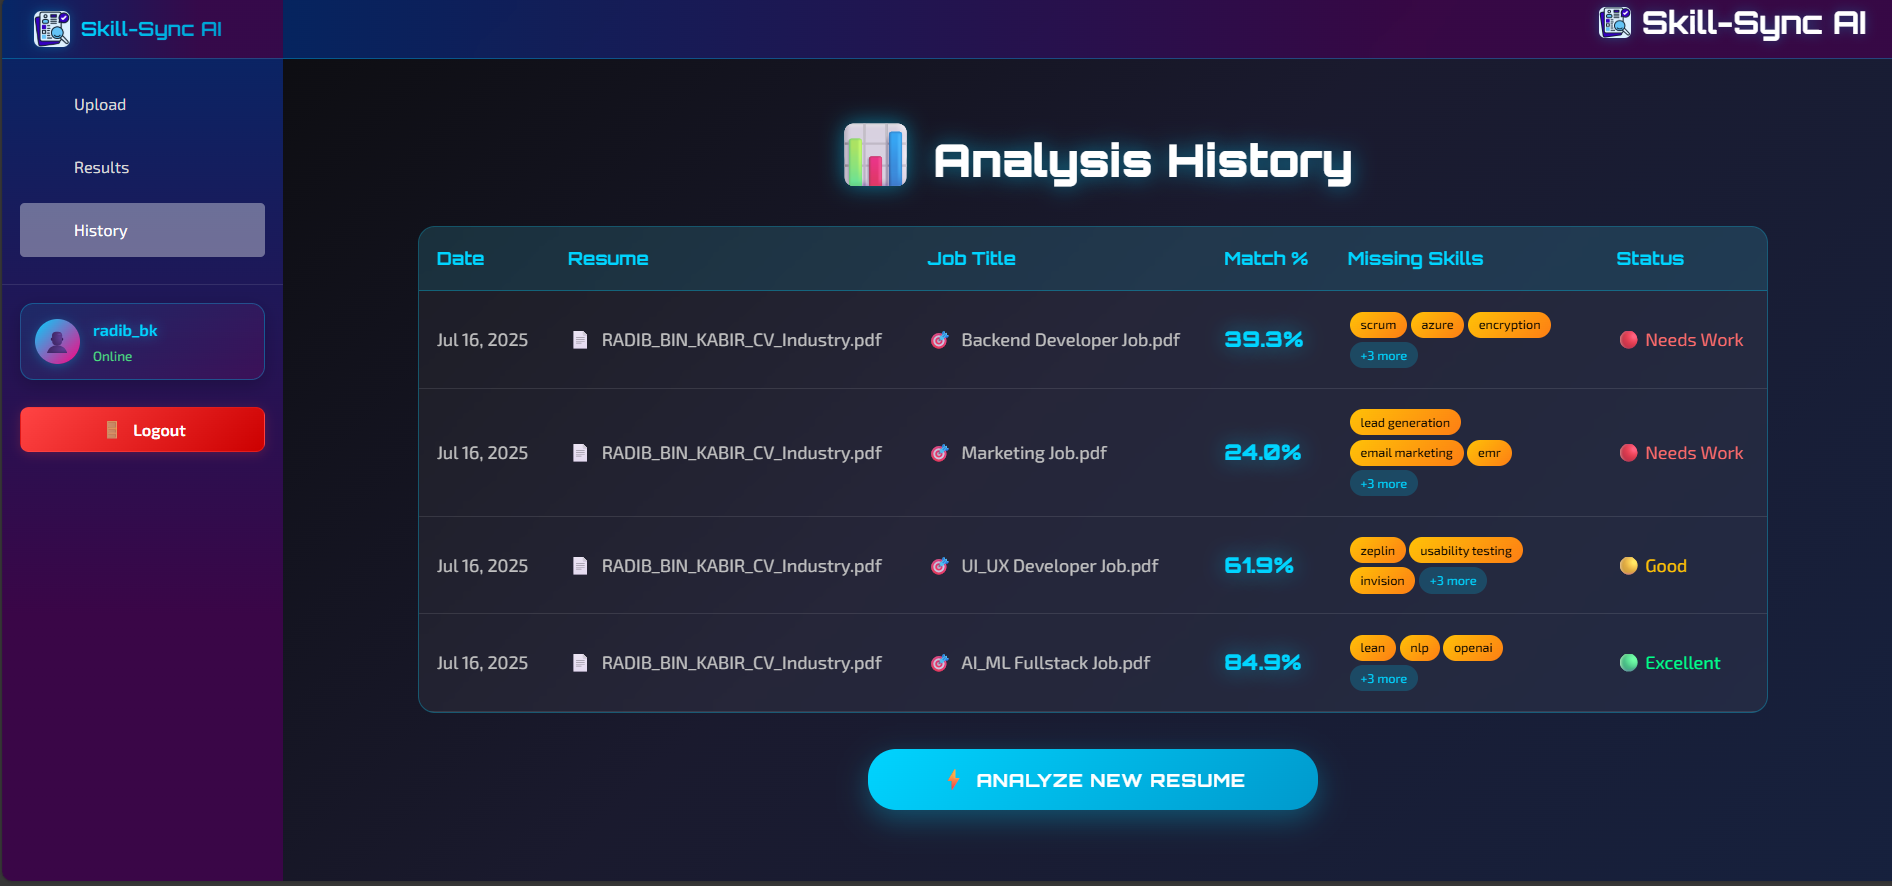 Skill-Sync AI
Skill-Sync AI
Upload
Results
History
radib_bk
Online
Logout
Analysis History
Date Resume Job Title Match % Missing Skills Status
Jul 16, 2025 RADIB_BIN_KABIR_CV_Industry.pdf Backend Developer Job.pdf 39.3% scrum azure encryption Needs Work
+3 more
lead generation
Jul 16, 2025 RADIB_BIN_KABIR_CV_Industry.pdf Marketing Job.pdf 24.0% email marketing emr Needs Work
+3 more
Jul 16, 2025 RADIB_BIN_KABIR_CV_Industry.pdf UI_UX Developer Job.pdf 61.9% zeplin usability testing Good
invision +3 more
Jul 16, 2025 RADIB_BIN_KABIR_CV_Industry.pdf AI_ML Fullstack Job.pdf 84.9% lean nlp openai Excellent
+3 more
ANALYZE NEW RESUME